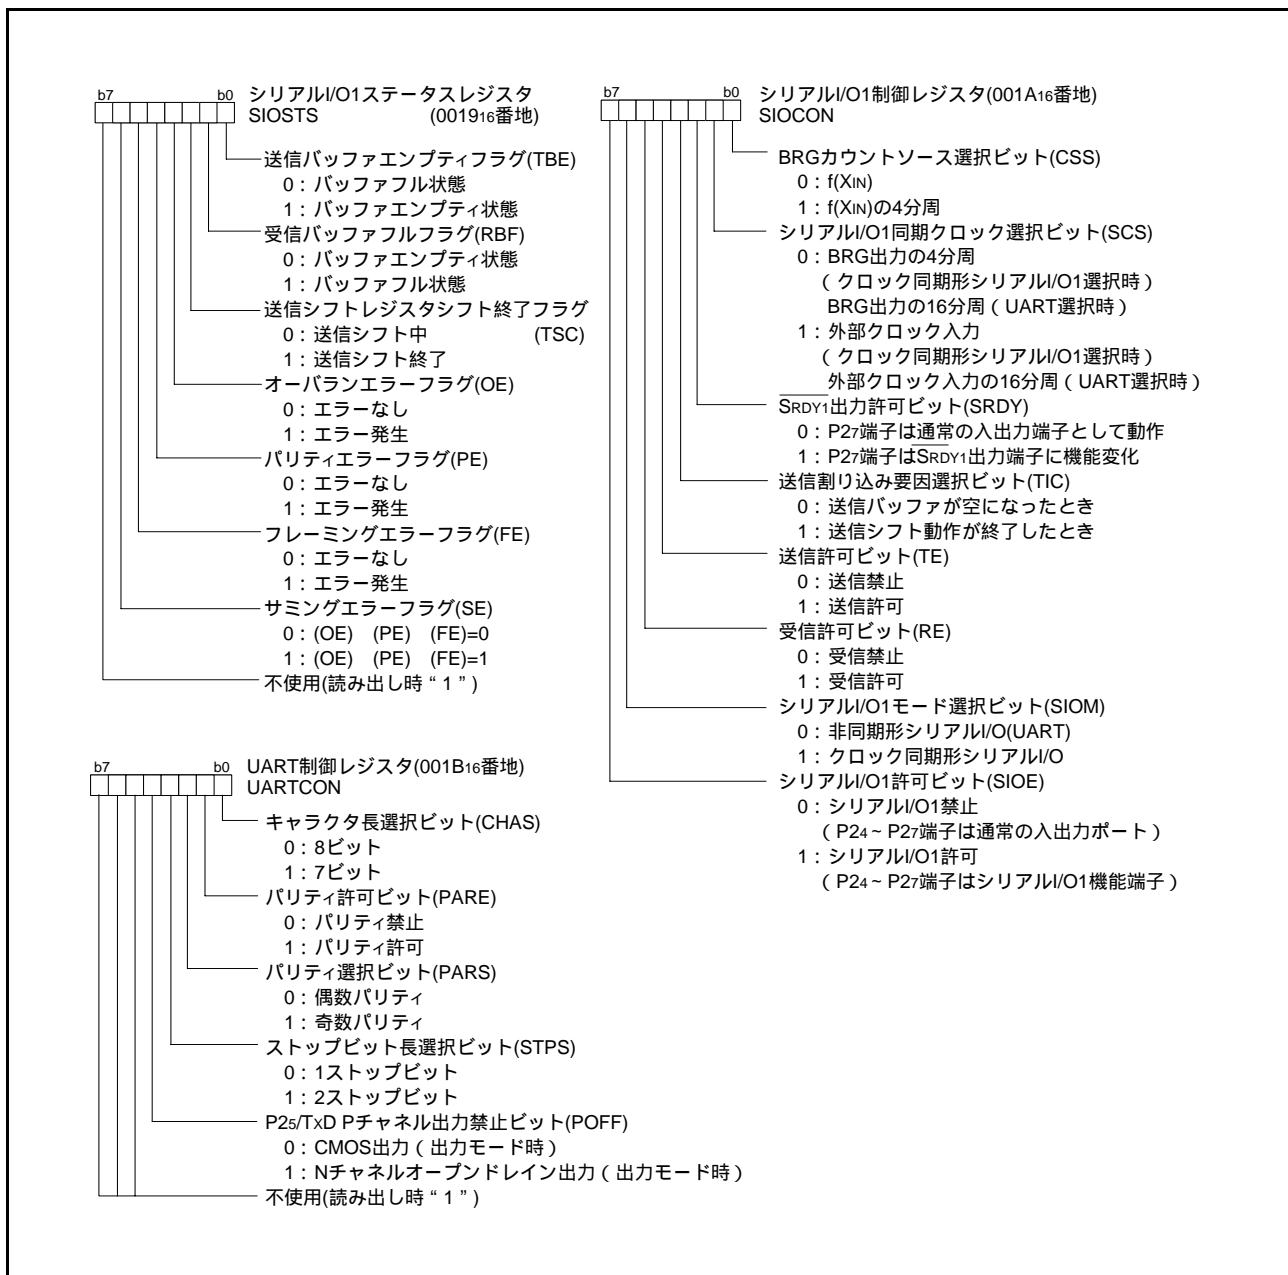 b7 b0 シリアルI/O1ステータスレジスタ
SIOSTS (001916番地)
送信バッファエンプティフラグ(TBE)
0：バッファフル状態
1：バッファエンプティ状態
受信バッファフルフラグ(RBF)
0：バッファエンプティ状態
1：バッファフル状態
送信シフトレジスタシフト終了フラグ
0：送信シフト中 (TSC)
1：送信シフト終了
オーバランエラーフラグ(OE)
0：エラーなし
1：エラー発生
パリティエラーフラグ(PE)
0：エラーなし
1：エラー発生
フレーミングエラーフラグ(FE)
0：エラーなし
1：エラー発生
サミングエラーフラグ(SE)
0：(OE) (PE) (FE)=0
1：(OE) (PE) (FE)=1
不使用(読み出し時“1”)
b7 b0 UART制御レジスタ(001B16番地)
UARTCON
キャラクタ長選択ビット(CHAS)
0：8ビット
1：7ビット
パリティ許可ビット(PARE)
0：パリティ禁止
1：パリティ許可
パリティ選択ビット(PARS)
0：偶数パリティ
1：奇数パリティ
ストップビット長選択ビット(STPS)
0：1ストップビット
1：2ストップビット
P25/TXD Pチャネル出力禁止ビット(POFF)
0：CMOS出力（出力モード時）
1：Nチャネルオープンドレイン出力（出力モード時）
不使用(読み出し時“1”)
b7 b0 シリアルI/O1制御レジスタ(001A16番地)
SIOCON
BRGカウントソース選択ビット(CSS)
0：f(XIN)
1：f(XIN)の4分周
シリアルI/O1同期クロック選択ビット(SCS)
0：BRG出力の4分周
（クロック同期形シリアルI/O1選択時）
BRG出力の16分周（UART選択時）
1：外部クロック入力
（クロック同期形シリアルI/O1選択時）
外部クロック入力の16分周（UART選択時）
SRDY1出力許可ビット(SRDY)
0：P27端子は通常の入出力端子として動作
1：P27端子はSRDY1出力端子に機能変化
送信割り込み要因選択ビット(TIC)
0：送信バッファが空になったとき
1：送信シフト動作が終了したとき
送信許可ビット(TE)
0：送信禁止
1：送信許可
受信許可ビット(RE)
0：受信禁止
1：受信許可
シリアルI/O1モード選択ビット(SIOM)
0：非同期形シリアルI/O(UART)
1：クロック同期形シリアルI/O
シリアルI/O1許可ビット(SIOE)
0：シリアルI/O1禁止
（P24～P27端子は通常の入出力ポート）
1：シリアルI/O1許可
（P24～P27端子はシリアルI/O1機能端子）